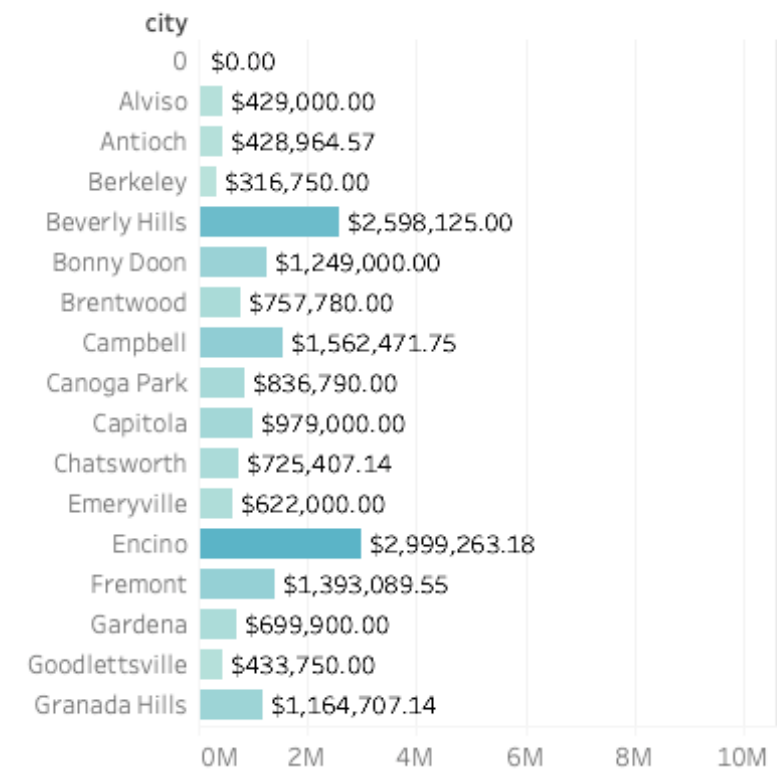 city
0 $0.00
Alviso $429,000.00
Antioch $428,964.57
Berkeley $316,750.00
Beverly Hills $2,598,125.00
Bonny Doon $1,249,000.00
Brentwood $757,780.00
Campbell $1,562,471.75
Canoga Park $836,790.00
Capitola $979,000.00
Chatsworth $725,407.14
Emeryville $622,000.00
Encino $2,999,263.18
Fremont $1,393,089.55
Gardena $699,900.00
Goodlettsville $433,750.00
Granada Hills $1,164,707.14
0M 2M 4M 6M 8M 10M